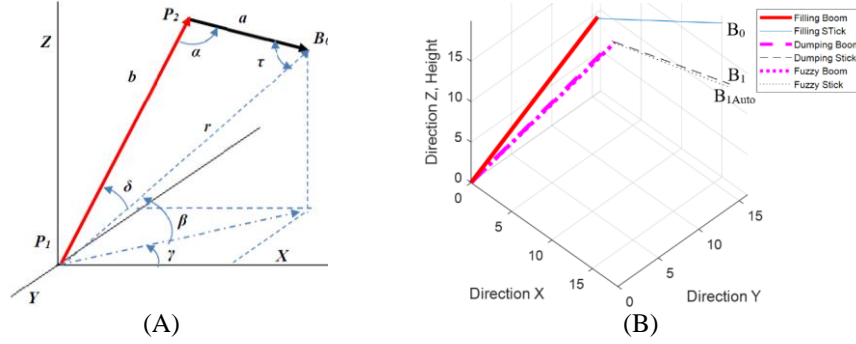 P₂
a
B₀
Z
α
τ
b
r
δ
β
P₁
γ
X
Y
(A)
Filling Boom
Filling STick
Dumping Boom
Dumping Stick
Fuzzy Boom
Fuzzy Stick
B₀
B₁
B₁Auto
Direction Z, Height
15
10
5
0
0
5
10
15
0
5
10
15
Direction X
Direction Y
(B)